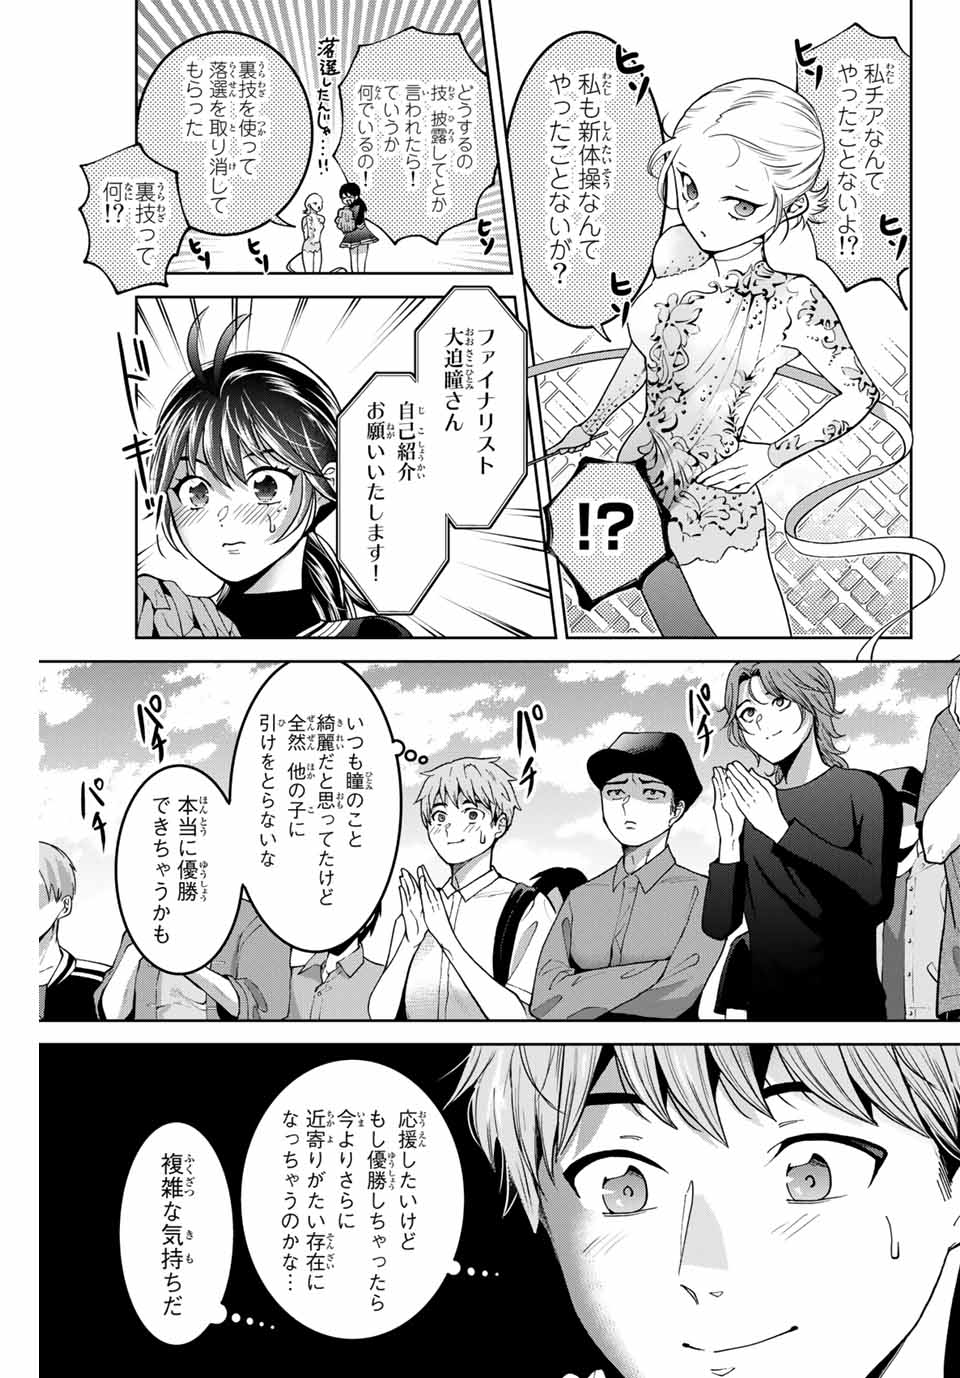 私チアなんて
やったことないよ!?
私も新体操なんて
やったことないが?
ヒソ
ヒソ
!?
どうするの
技 披露してとか
言われたら!
ていうか
何でいるの!
落選したんじゃ…!!
裏技を使って
落選を取り消して
もらった
裏技って
何!?
ヒソ
ヒソ
ファイナリスト
大迫瞳さん
自己紹介
お願いいたします!
ドキッ
パチ
パチ
パチ
パチ
パチ
パチ
いつも瞳のこと
綺麗だと思ってたけど
全然 他の子に
引けをとらないな
本当に優勝
できちゃうかも
応援したいけど
もし優勝しちゃったら
今よりさらに
近寄りがたい存在に
なっちゃうのかな…
複雑な気持ちだ